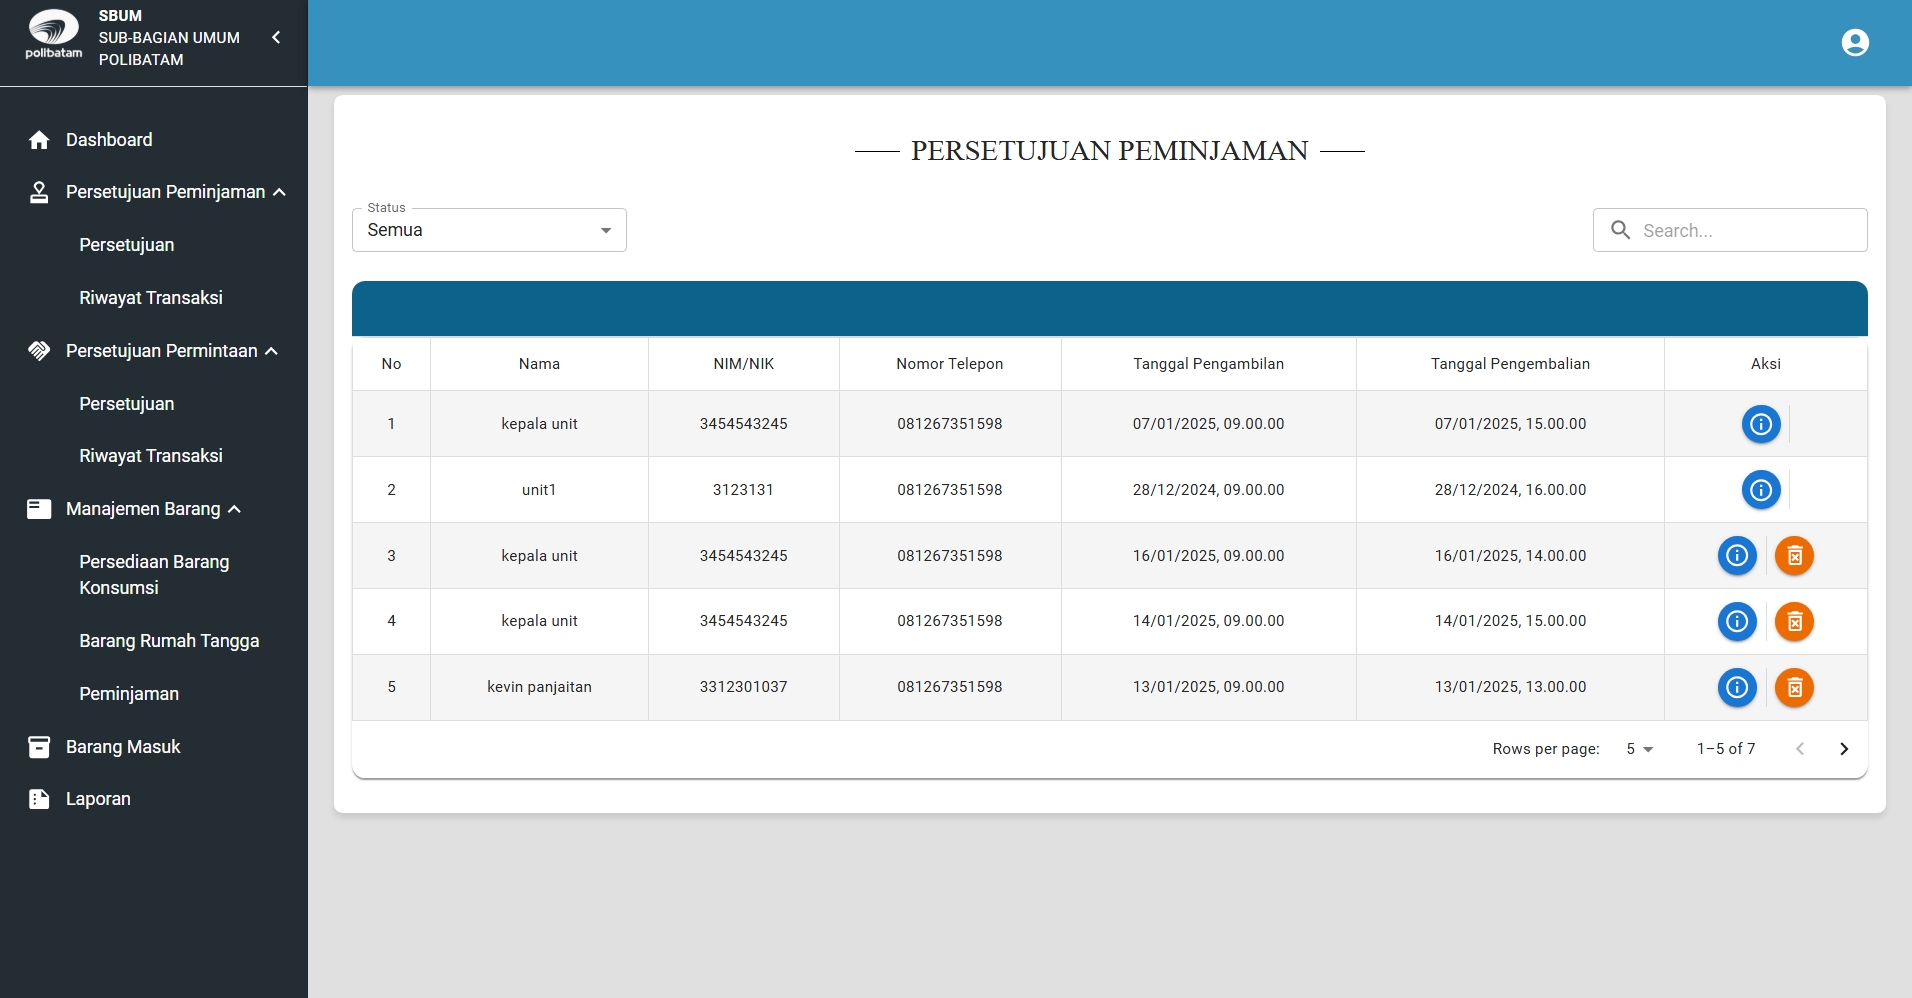 polibatam
SBUM
SUB-BAGIAN UMUM
POLIBATAM
Dashboard
Persetujuan Peminjaman
Persetujuan
Riwayat Transaksi
Persetujuan Permintaan
Persetujuan
Riwayat Transaksi
Manajemen Barang
Persediaan Barang
Konsumsi
Barang Rumah Tangga
Peminjaman
Barang Masuk
Laporan
PERSETUJUAN PEMINJAMAN
Status
Semua
Search...
No Nama NIM/NIK Nomor Telepon Tanggal Pengambilan Tanggal Pengembalian Aksi
1 kepala unit 3454543245 081267351598 07/01/2025, 09.00.00 07/01/2025, 15.00.00
2 unit1 3123131 081267351598 28/12/2024, 09.00.00 28/12/2024, 16.00.00
3 kepala unit 3454543245 081267351598 16/01/2025, 09.00.00 16/01/2025, 14.00.00
4 kepala unit 3454543245 081267351598 14/01/2025, 09.00.00 14/01/2025, 15.00.00
5 kevin panjaitan 3312301037 081267351598 13/01/2025, 09.00.00 13/01/2025, 13.00.00
Rows per page: 5 1–5 of 7